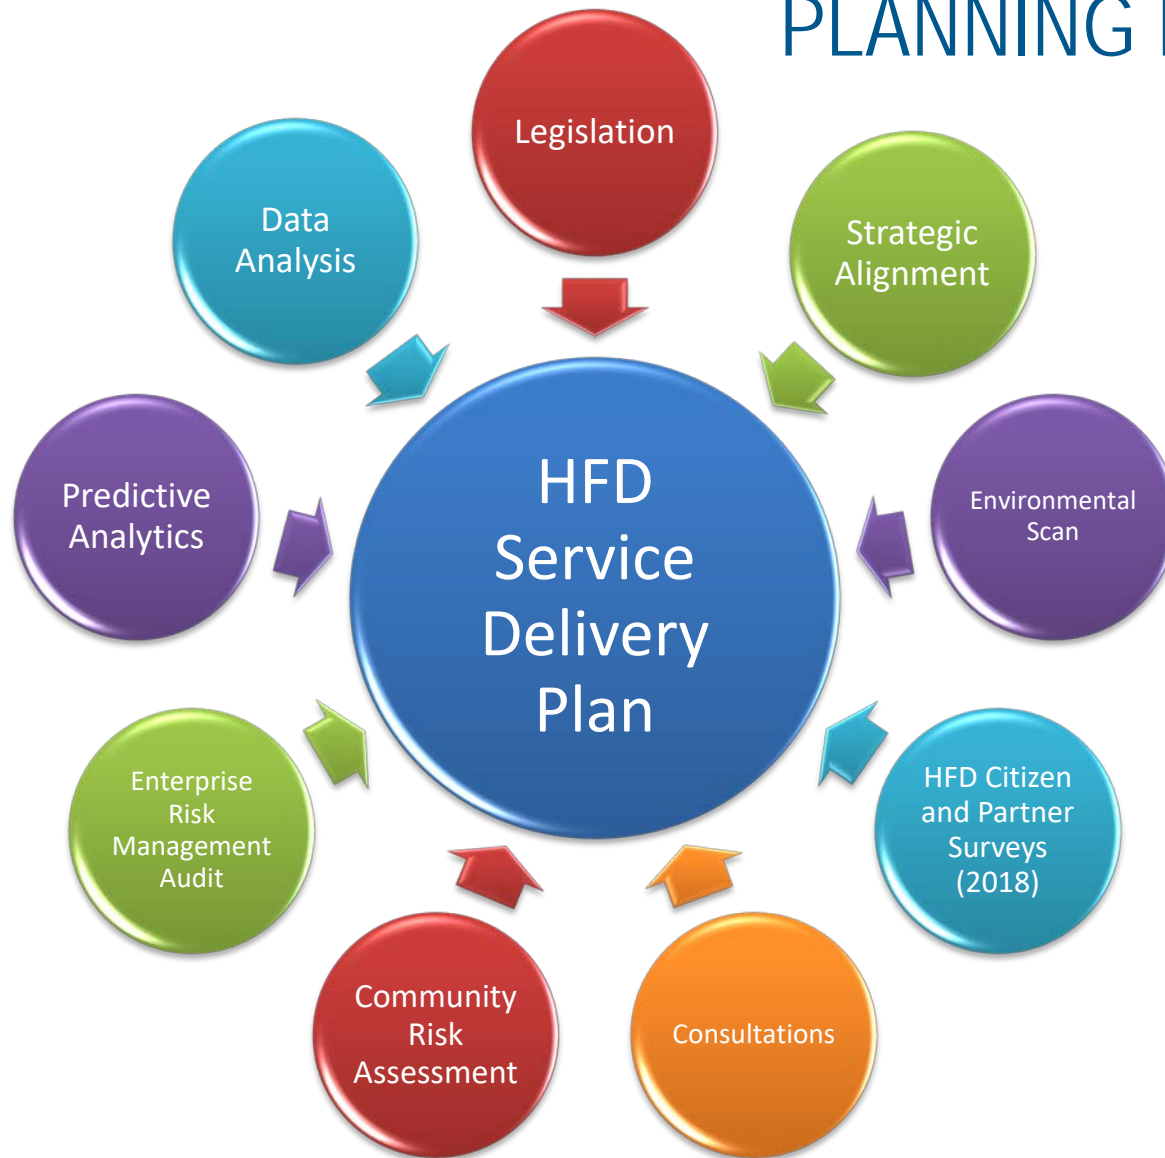 PLANNING
Legislation
Strategic
Alignment
Environmental
Scan
HFD Citizen
and Partner
Surveys
(2018)
Consultations
Community
Risk
Assessment
Enterprise
Risk
Management
Audit
Predictive
Analytics
Data
Analysis
HFD
Service
Delivery
Plan